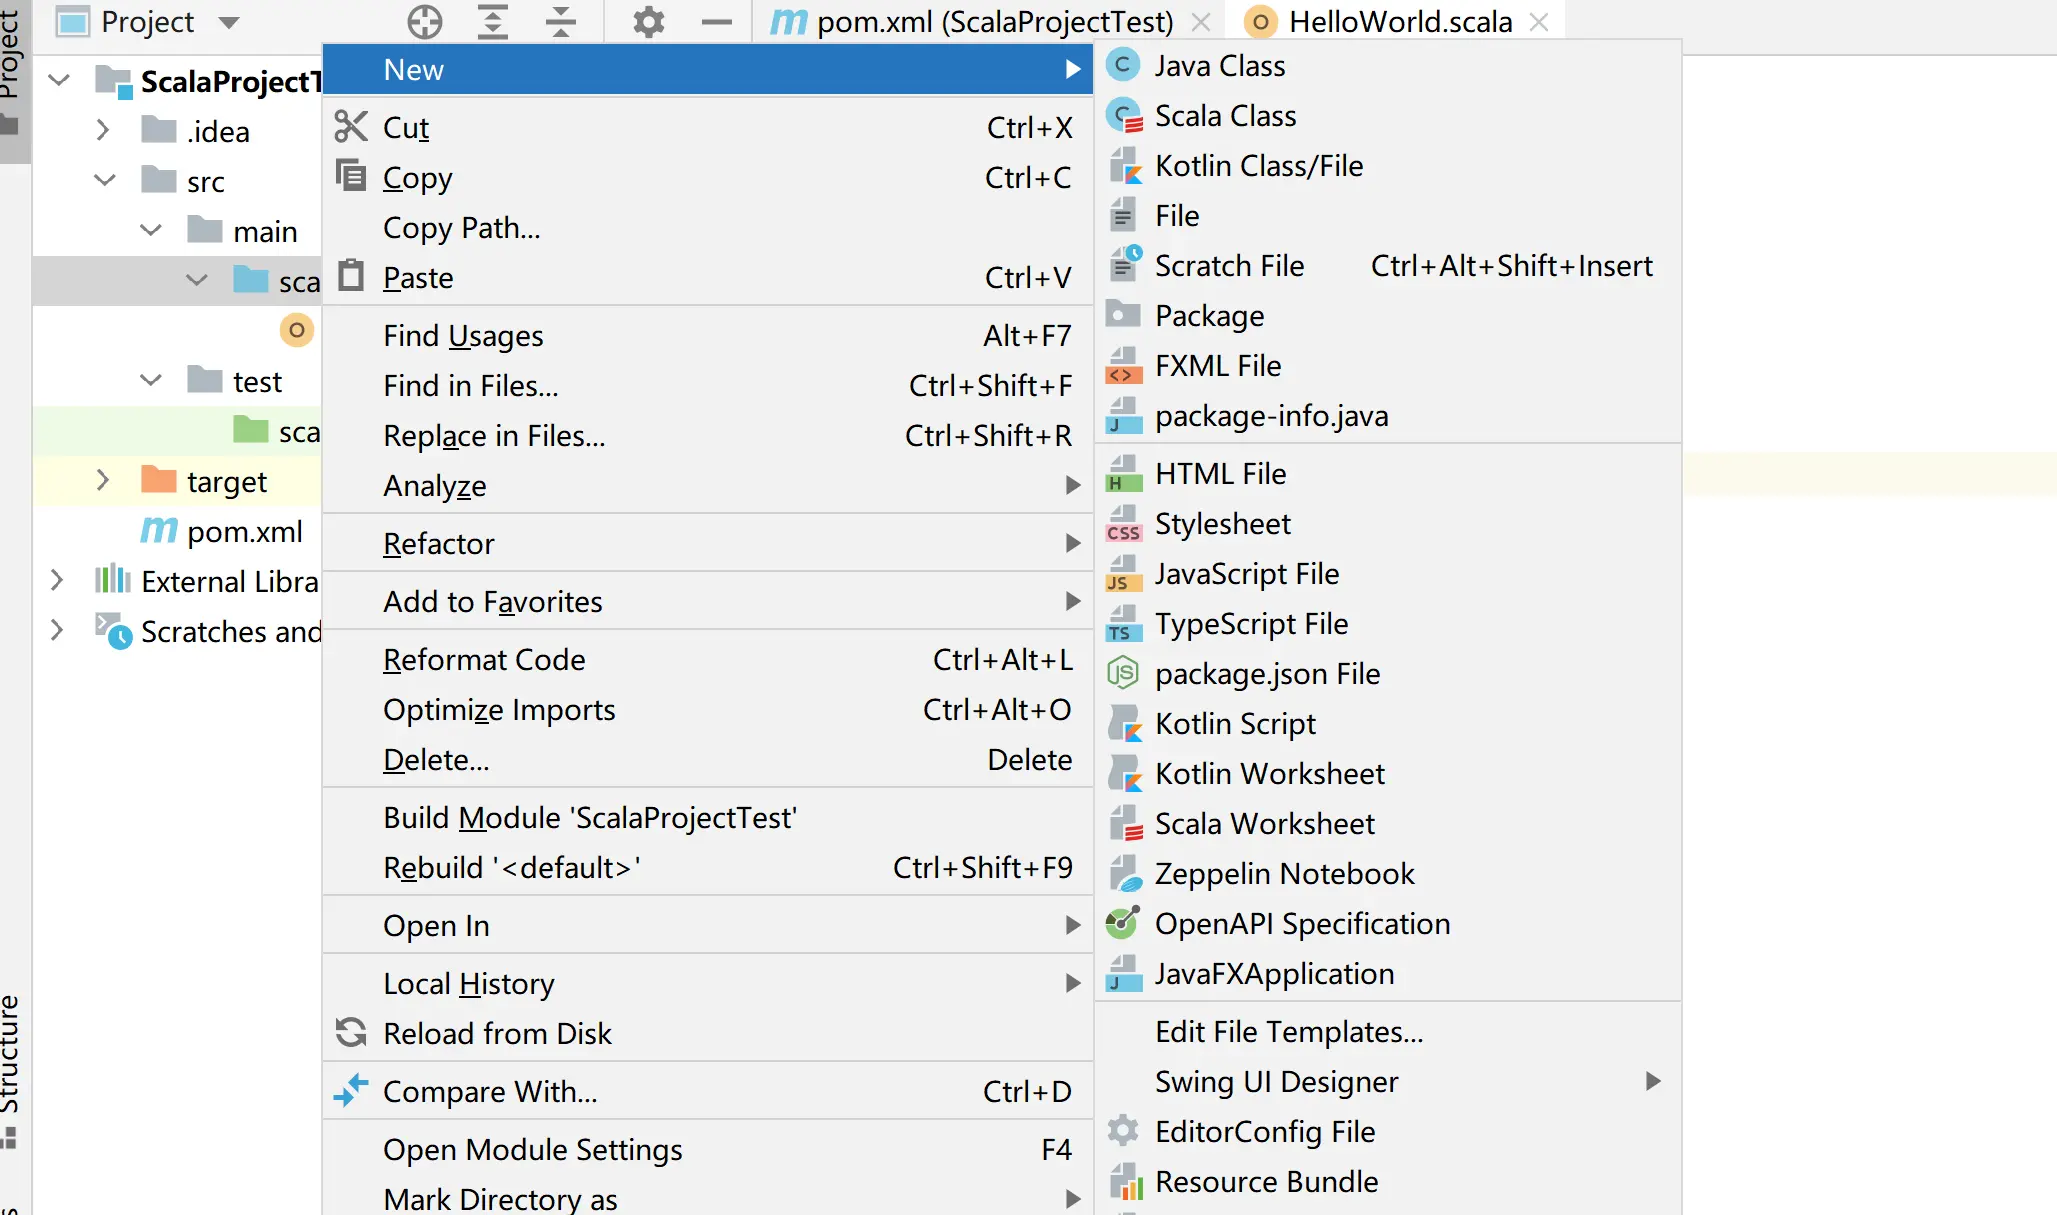 Project
pom.xml (ScalaProjectTest)
HelloWorld.scala
Project
ScalaProjectT
.idea
src
main
sca
test
sca
target
pom.xml
External Libra
Scratches and
Structure
New
Cut Ctrl+X
Copy Ctrl+C
Copy Path...
Paste Ctrl+V
Find Usages Alt+F7
Find in Files... Ctrl+Shift+F
Replace in Files... Ctrl+Shift+R
Analyze
Refactor
Add to Favorites
Reformat Code Ctrl+Alt+L
Optimize Imports Ctrl+Alt+O
Delete... Delete
Build Module 'ScalaProjectTest'
Rebuild '<default>' Ctrl+Shift+F9
Open In
Local History
Reload from Disk
Compare With... Ctrl+D
Open Module Settings F4
Mark Directory as
Java Class
Scala Class
Kotlin Class/File
File
Scratch File Ctrl+Alt+Shift+Insert
Package
FXML File
package-info.java
HTML File
Stylesheet
JavaScript File
TypeScript File
package.json File
Kotlin Script
Kotlin Worksheet
Scala Worksheet
Zeppelin Notebook
OpenAPI Specification
JavaFXApplication
Edit File Templates...
Swing UI Designer
EditorConfig File
Resource Bundle